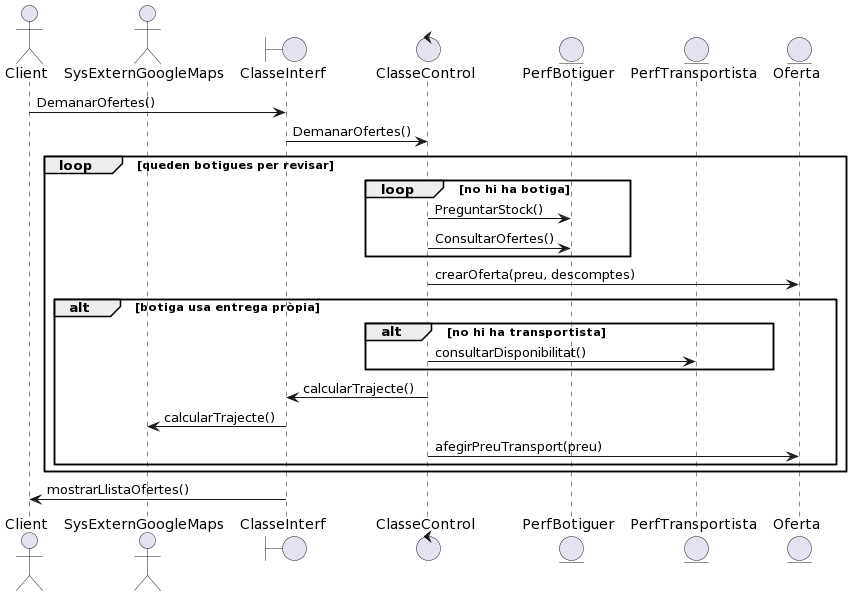 Client SysExternGoogleMaps ClasseInterf ClasseControl PerfBotiguer PerfTransportista Oferta
DemanarOfertes()
DemanarOfertes()
loop [queden botigues per revisar]
loop [no hi ha botiga]
PreguntarStock()
ConsultarOfertes()
crearOferta(preu, descomptes)
alt [botiga usa entrega pròpia]
alt [no hi ha transportista]
consultarDisponibilitat()
calcularTrajecte()
calcularTrajecte()
afegirPreuTransport(preu)
mostrarLlistaOfertes()
Client SysExternGoogleMaps ClasseInterf ClasseControl PerfBotiguer PerfTransportista Oferta